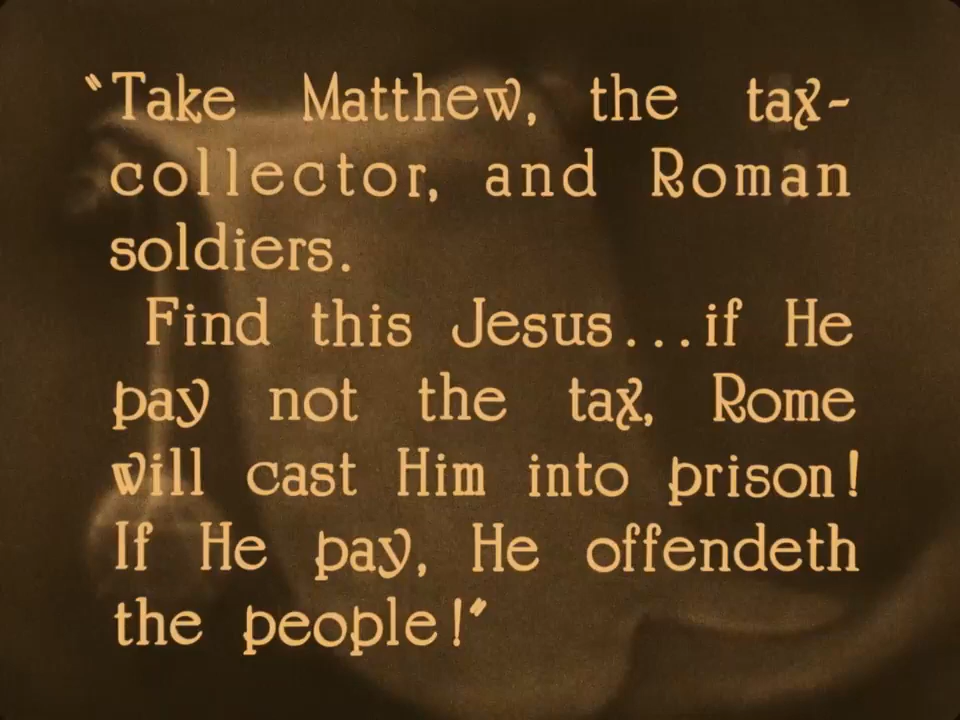 "Take Matthew, the tax-
collector, and Roman
soldiers.
Find this Jesus...if He
pay not the tax, Rome
will cast Him into prison!
If He pay, He offendeth
the people!"